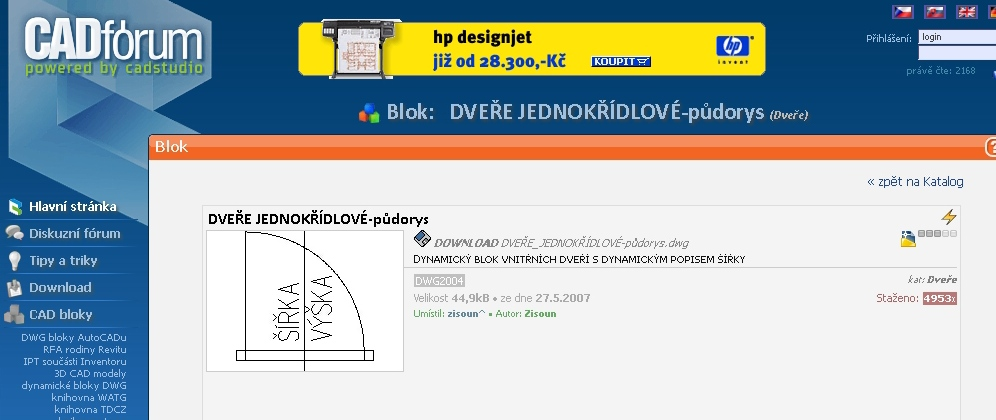 CADfórum
powered by cadstudio
hp designjet
již od 28.300,-Kč
KOUPIT
hp
invent
Přihlášení:
login
právě čte: 2168
Blok: DVEŘE JEDNOKŘÍDLOVÉ-půdorys (Dveře)
Blok
?
« zpět na Katalog
Hlavní stránka
Diskuzní fórum
Tipy a triky
Download
CAD bloky
DWG bloky AutoCADu
RFA rodiny Revitu
IPT součásti Inventoru
3D CAD modely
dynamické bloky DWG
knihovna WATG
knihovna TDCZ
DVEŘE JEDNOKŘÍDLOVÉ-půdorys
ŠÍŘKA
VÝŠKA
DOWNLOAD DVEŘE_JEDNOKŘÍDLOVÉ-půdorys.dwg
DYNAMICKÝ BLOK VNITŘNÍCH DVEŘÍ S DYNAMICKÝM POPISEM ŠÍŘKY
DWG2004
kat: Dveře
Velikost 44,9kB • ze dne 27.5.2007
Staženo: 4953x
Umístil: zisoun^ • Autor: Zisoun